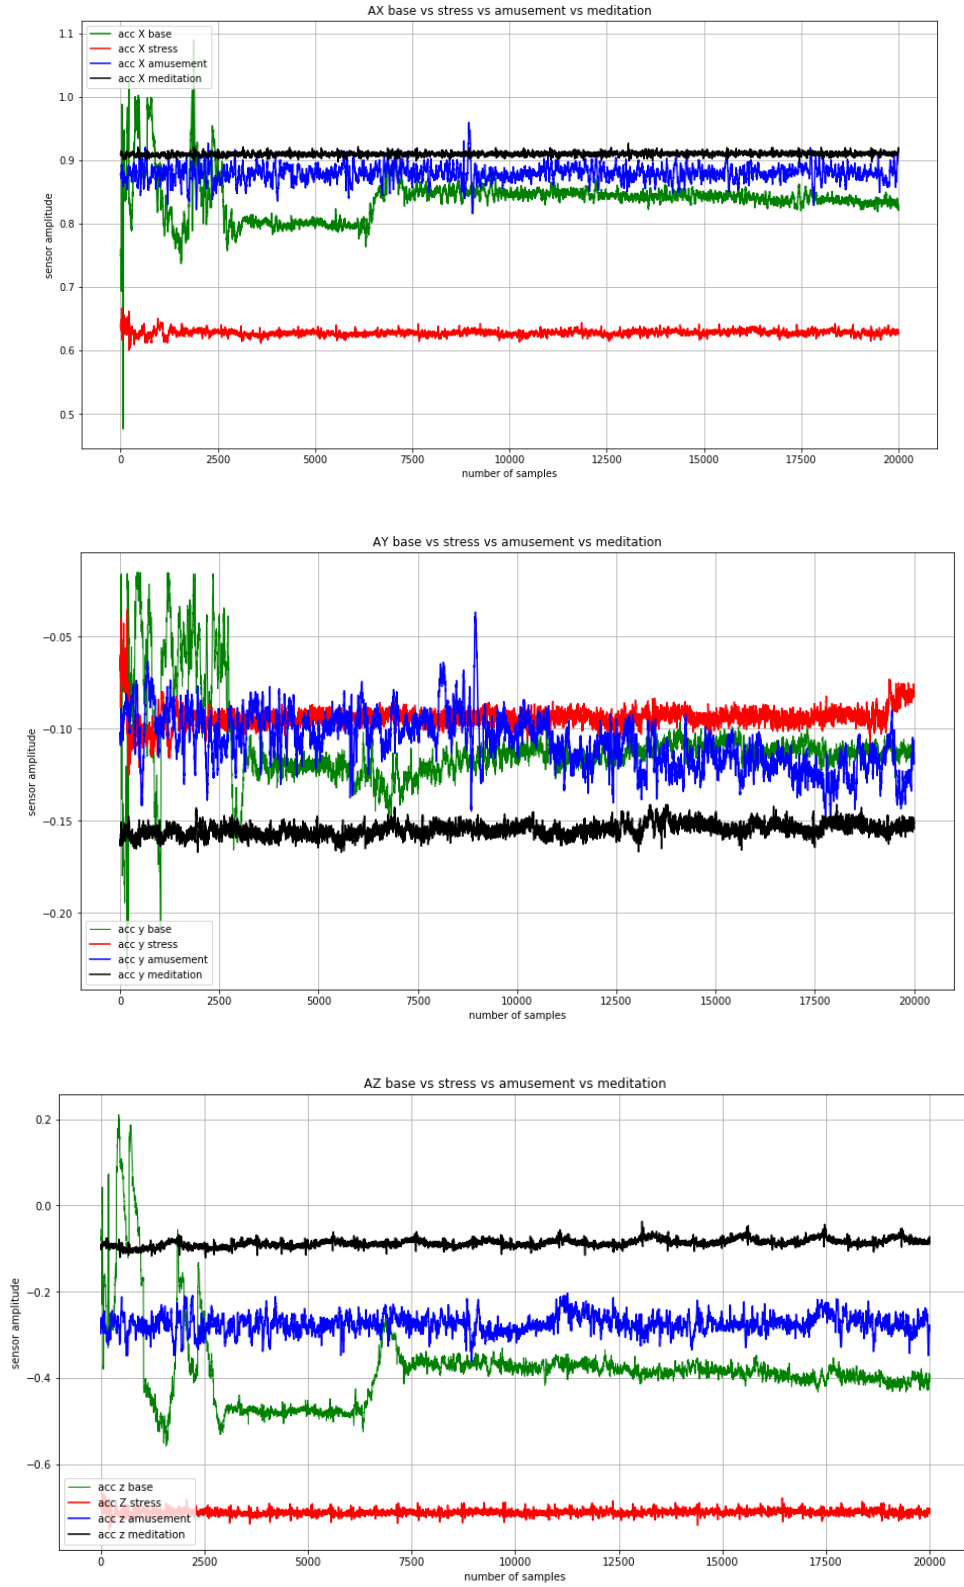 AX base vs stress vs amusement vs meditation
acc X base
acc X stress
acc X amusement
acc X meditation
1.1
1.0
0.9
0.8
0.7
0.6
0.5
sensor amplitude
0 2500 5000 7500 10000 12500 15000 17500 20000
number of samples
AY base vs stress vs amusement vs meditation
−0.05
−0.10
−0.15
−0.20
sensor amplitude
acc y base
acc y stress
acc y amusement
acc y meditation
0 2500 5000 7500 10000 12500 15000 17500 20000
number of samples
AZ base vs stress vs amusement vs meditation
0.2
0.0
−0.2
−0.4
−0.6
sensor amplitude
acc z base
acc Z stress
acc z amusement
acc z meditation
0 2500 5000 7500 10000 12500 15000 17500 20000
number of samples